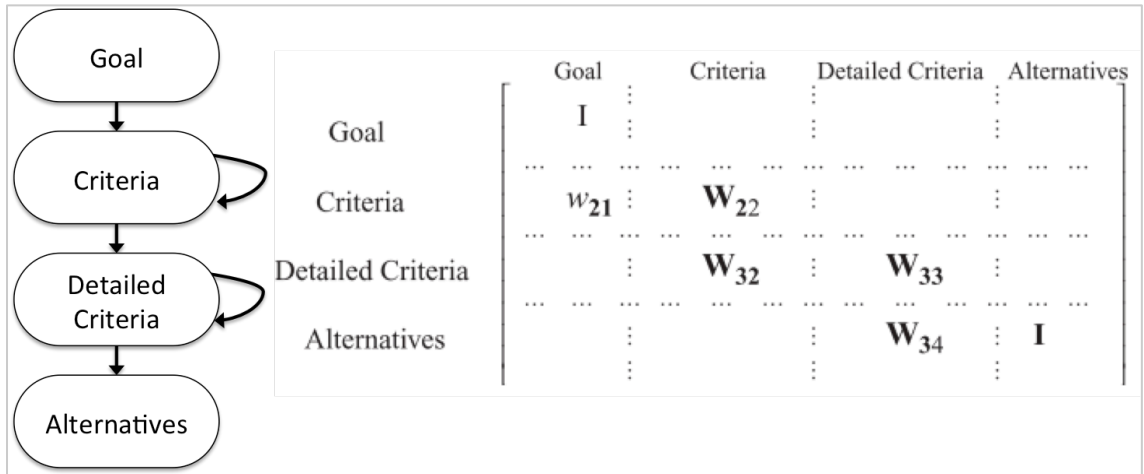 Goal
Criteria
Detailed
Criteria
Alternatives
Goal Criteria Detailed Criteria Alternatives
Goal I
Criteria w21 W22
Detailed Criteria W32 W33
Alternatives W34 I